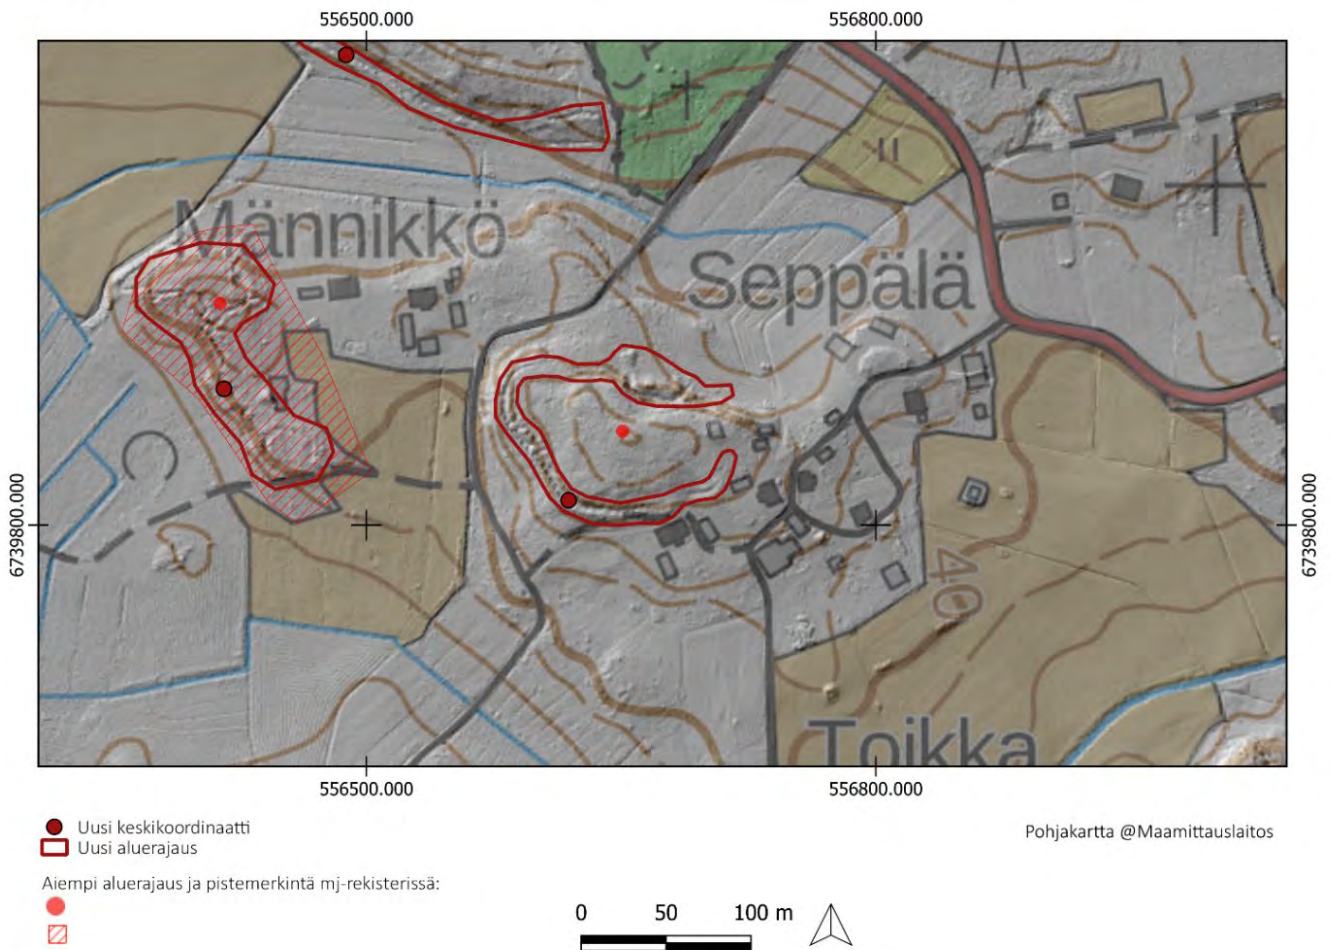 556500.000 556800.000
Männikkö
Seppälä
II
6739800.000 6739800.000
40
Toikka
556500.000 556800.000
Uusi keskikoordinaatti
Uusi aluerajaus
Pohjakartta @Maamittauslaitos
Aiempi aluerajaus ja pistemerkintä mj-rekisterissä:
0 50 100 m